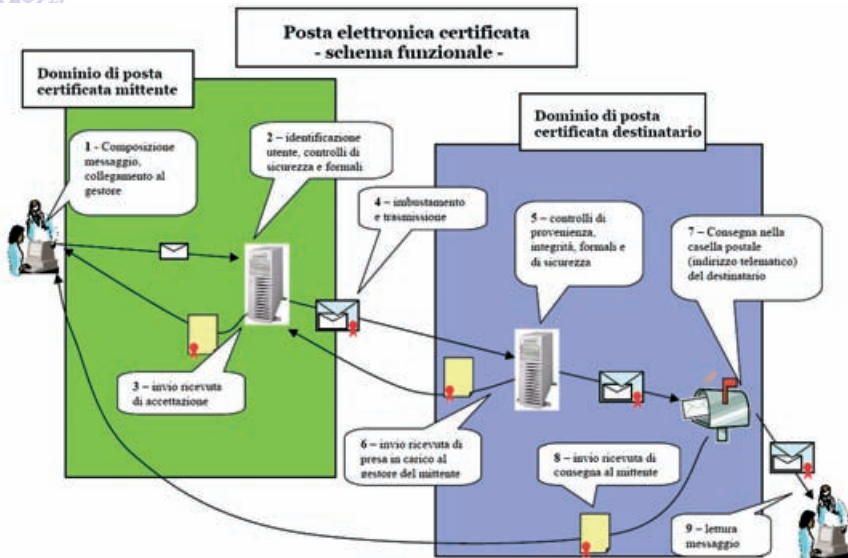 Posta elettronica certificata
- schema funzionale -
Dominio di posta
certificata mittente
Dominio di posta
certificata destinatario
1 - Composizione
messaggio,
collegamento al
gestore
2 – identificazione
utente, controlli di
sicurezza e formali
3 – invio ricevuta
di accettazione
4 – imbustamento
e trasmissione
5 – controlli di
provenienza,
integrità, formali e
di sicurezza
6 – invio ricevuta di
presa in carico al
gestore del mittente
7 – Consegna nella
casella postale
(indirizzo telematico)
del destinatario
8 – invio ricevuta di
consegna al mittente
9 – lettura
messaggio